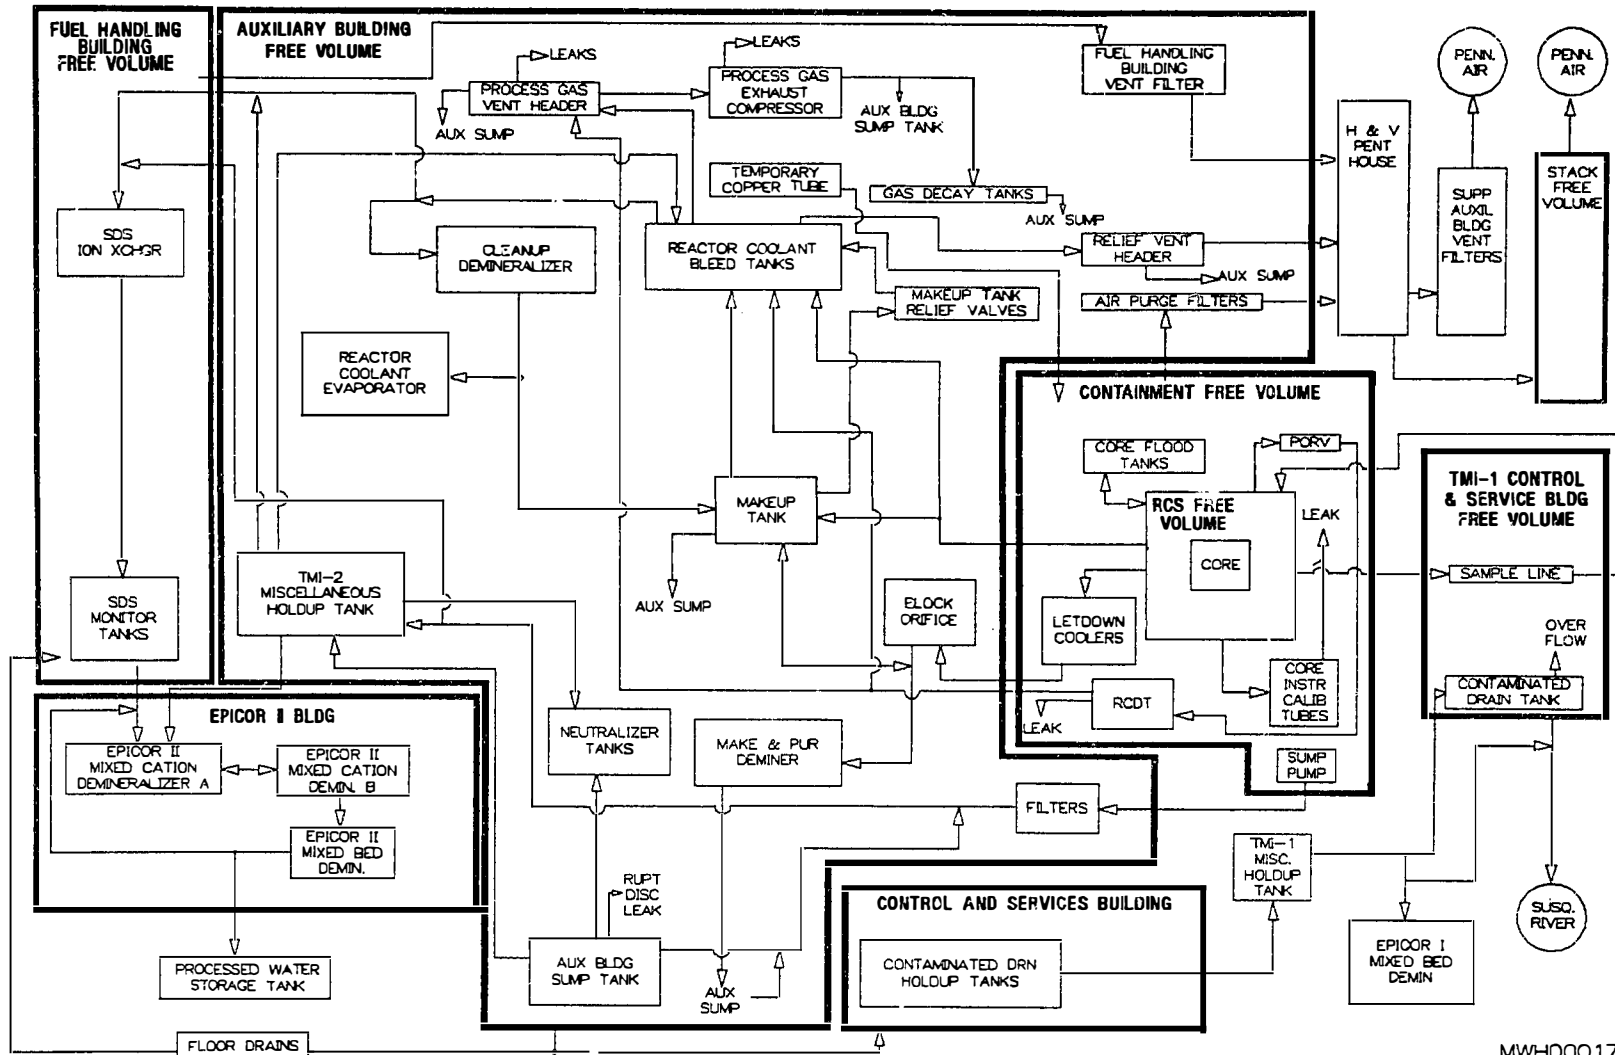 FUEL HANDLING
BUILDING
FREE VOLUME
AUXILIARY BUILDING
FREE VOLUME
LEAKS
PROCESS GAS
VENT HEADER
AUX SUMP
LEAKS
PROCESS GAS
EXHAUST
COMPRESSOR
AUX BLDG
SUMP TANK
FUEL HANDLING
BUILDING
VENT FILTER
PENN.
AIR
PENN.
AIR
H & V
PENT
HOUSE
STACK
FREE
VOLUME
SUPP
AUXIL
BLDG
VENT
FILTERS
TEMPORARY
COPPER TUBE
GAS DECAY TANKS
AUX SUMP
SDS
ION XCHGR
CLEANUP
DEMINERALIZER
REACTOR COOLANT
BLEED TANKS
RELIEF VENT
HEADER
AUX SUMP
MAKEUP TANK
RELIEF VALVES
AIR PURGE FILTERS
REACTOR
COOLANT
EVAPORATOR
CONTAINMENT FREE VOLUME
CORE FLOOD
TANKS
PORV
RCS FREE
VOLUME
LEAK
CORE
TMI-1 CONTROL
& SERVICE BLDG
FREE VOLUME
SAMPLE LINE
OVER
FLOW
CONTAMINATED
DRAIN TANK
MAKEUP
TANK
AUX SUMP
TMI-2
MISCELLANEOUS
HOLDUP TANK
SDS
MONITOR
TANKS
BLOCK
ORIFICE
LETDOWN
COOLERS
CORE
INSTR
CALIB
TUBES
RCDT
LEAK
EPICOR II BLDG
EPICOR II
MIXED CATION
DEMINERALIZER A
EPICOR II
MIXED CATION
DEMIN. B
EPICOR II
MIXED BED
DEMIN.
NEUTRALIZER
TANKS
MAKE & PUR
DEMINER
SUMP
PUMP
FILTERS
TMI-1
MISC.
HOLDUP
TANK
RUPT
DISC
LEAK
CONTROL AND SERVICES BUILDING
SUSQ.
RIVER
EPICOR I
MIXED BED
DEMIN
AUX BLDG
SUMP TANK
AUX
SUMP
CONTAMINATED DRN
HOLDUP TANKS
PROCESSED WATER
STORAGE TANK
FLOOR DRAINS